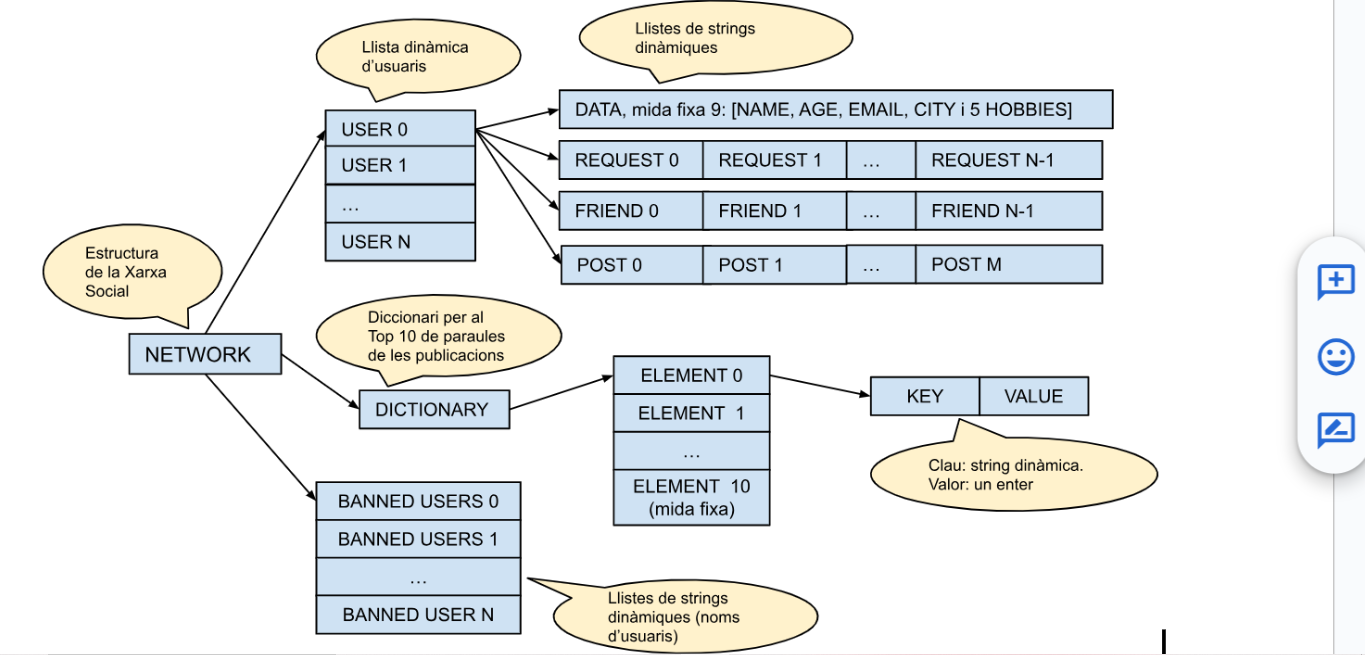 Llista dinàmica
d'usuaris
Llistes de strings
dinàmiques
USER 0
USER 1
...
USER N
DATA, mida fixa 9: [NAME, AGE, EMAIL, CITY i 5 HOBBIES]
REQUEST 0 REQUEST 1 ... REQUEST N-1
FRIEND 0 FRIEND 1 ... FRIEND N-1
POST 0 POST 1 ... POST M
Estructura
de la Xarxa
Social
NETWORK
Diccionari per al
Top 10 de paraules
de les publicacions
DICTIONARY
ELEMENT 0
ELEMENT 1
...
ELEMENT 10
(mida fixa)
KEY VALUE
Clau: string dinàmica.
Valor: un enter
BANNED USERS 0
BANNED USERS 1
...
BANNED USER N
Llistes de strings
dinàmiques (noms
d'usuaris)